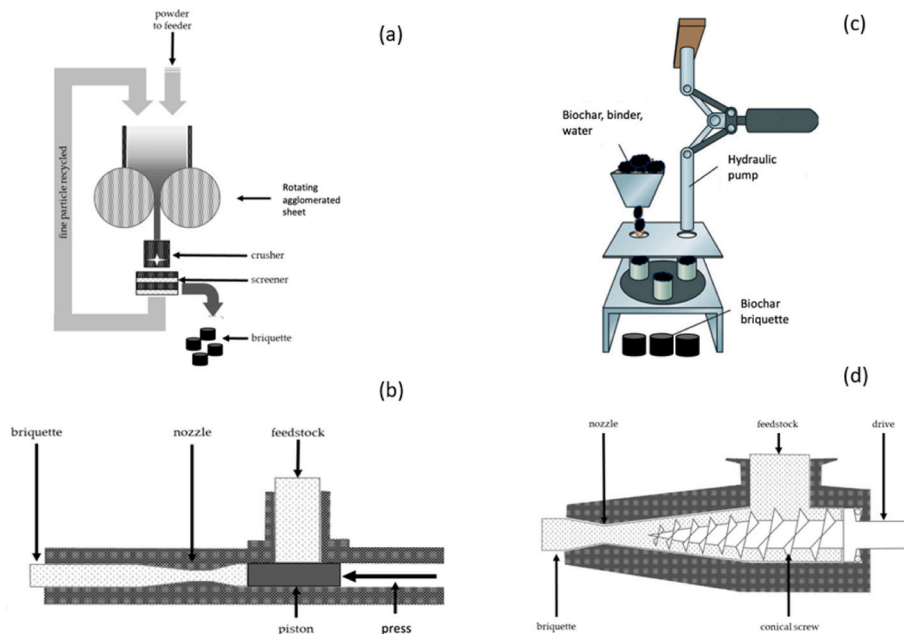 powder
to feeder
(a)
fine particle recycled
Rotating
agglomerated
sheet
crusher
screener
briquette
(c)
Biochar, binder,
water
Hydraulic
pump
Biochar
briquette
(b)
briquette
nozzle
feedstock
piston
press
(d)
nozzle
feedstock
drive
briquette
conical screw